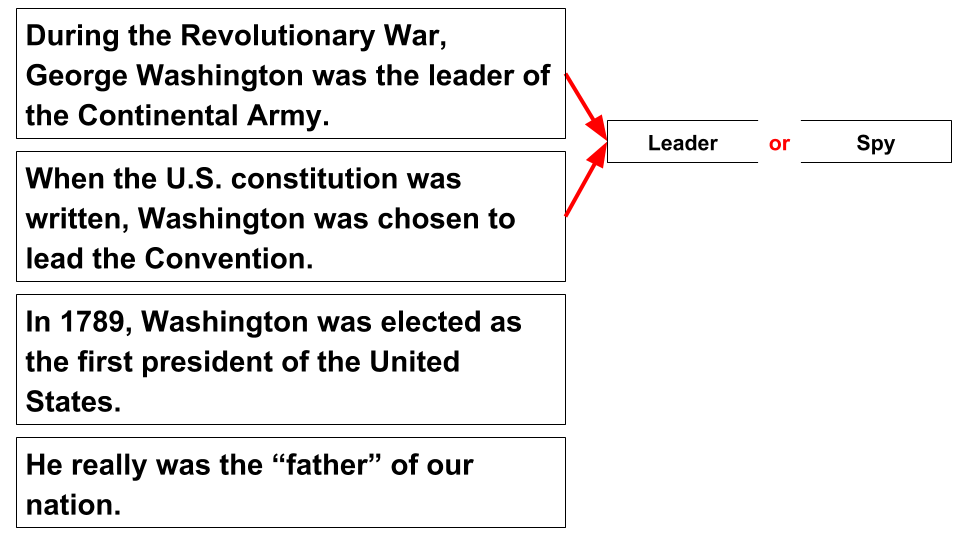 During the Revolutionary War,
George Washington was the leader of
the Continental Army.
Leader or Spy
When the U.S. constitution was
written, Washington was chosen to
lead the Convention.
In 1789, Washington was elected as
the first president of the United
States.
He really was the “father” of our
nation.